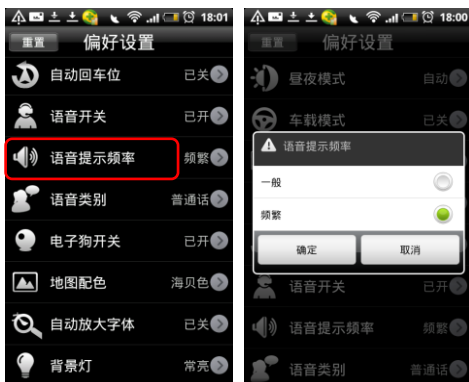 18:01
重置
偏好设置
自动回车位
已关
语音开关
已开
语音提示频率
频繁
语音类别
普通话
电子狗开关
已开
地图配色
海贝色
自动放大字体
已关
背景灯
常亮
18:00
重置
偏好设置
昼夜模式
自动
车载模式
已关
语音提示频率
一般
频繁
确定
取消
语音开关
已开
语音提示频率
频繁
语音类别
普通话